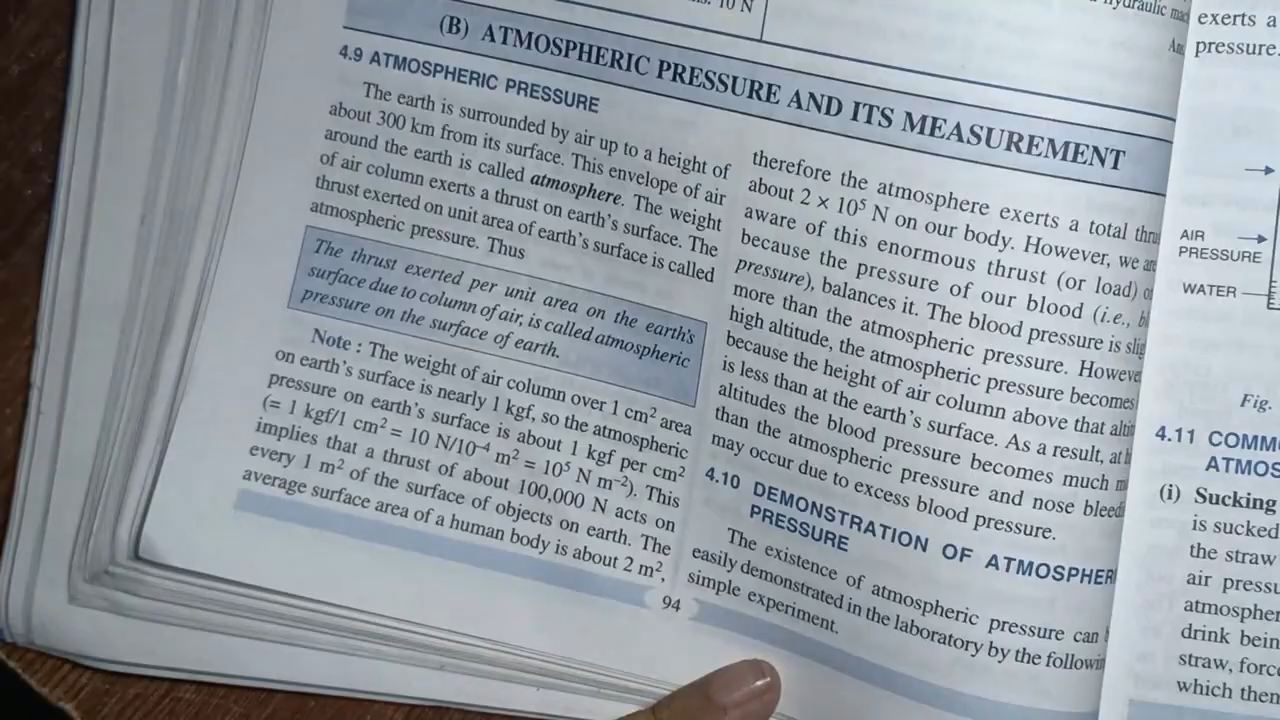 10 N
(B) ATMOSPHERIC PRESSURE AND ITS MEASUREMENT
4.9 ATMOSPHERIC PRESSURE
The earth is surrounded by air up to a height of
about 300 km from its surface. This envelope of air
around the earth is called atmosphere. The weight
of air column exerts a thrust on earth's surface. The
thrust exerted on unit area of earth's surface is called
atmospheric pressure. Thus
The thrust exerted per unit area on the earth's
surface due to column of air, is called atmospheric
pressure on the surface of earth.
Note : The weight of air column over 1 cm² area
on earth's surface is nearly 1 kgf, so the atmospheric
pressure on earth's surface is about 1 kgf per cm²
(= 1 kgf/1 cm² = 10 N/10⁻⁴ m² = 10⁵ N m⁻²). This
implies that a thrust of about 100,000 N acts on
every 1 m² of the surface of objects on earth. The
average surface area of a human body is about 2 m²,
therefore the atmosphere exerts a total
about 2 × 10⁵ N on our body. However, we
aware of this enormous thrust (or load)
because the pressure of our blood (i.e.,
pressure), balances it. The blood pressure is
more than the atmospheric pressure.
high altitude, the atmospheric pressure becomes
because the height of air column above that
is less than at the earth's surface. As a result, at
altitudes the blood pressure becomes much
than the atmospheric pressure and nose
may occur due to excess blood pressure.
4.10 DEMONSTRATION OF
PRESSURE
The existence of atmospheric pressure can
easily demonstrated in the laboratory by the
simple experiment.
94
hydraulic
exerts a
pressure.
AIR
PRESSURE
WATER
Fig.
4.11
(i) Sucking
is sucked
the straw
air
drink
straw,
which then